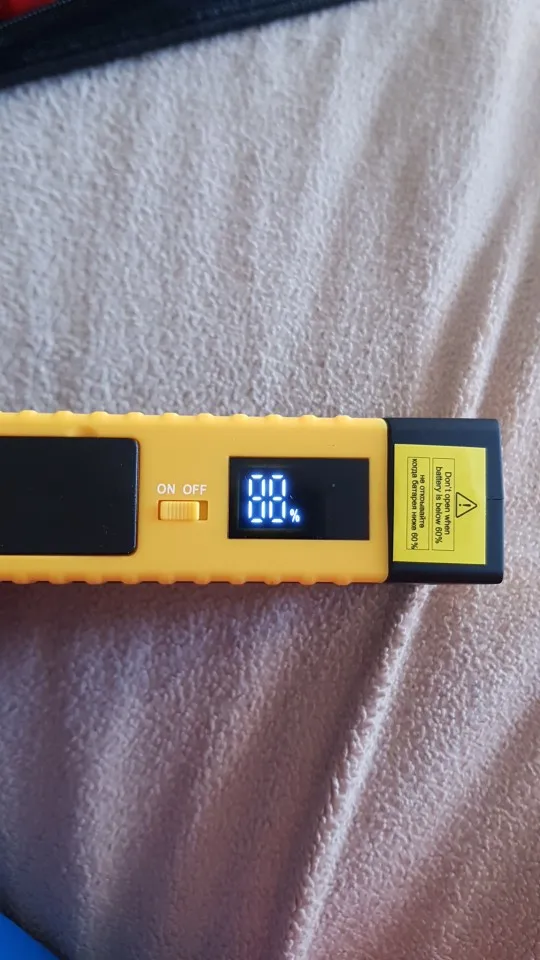 ON OFF
88%
Don't open when
battery is below 60%
не открывайте
когда батарея ниже 60 %